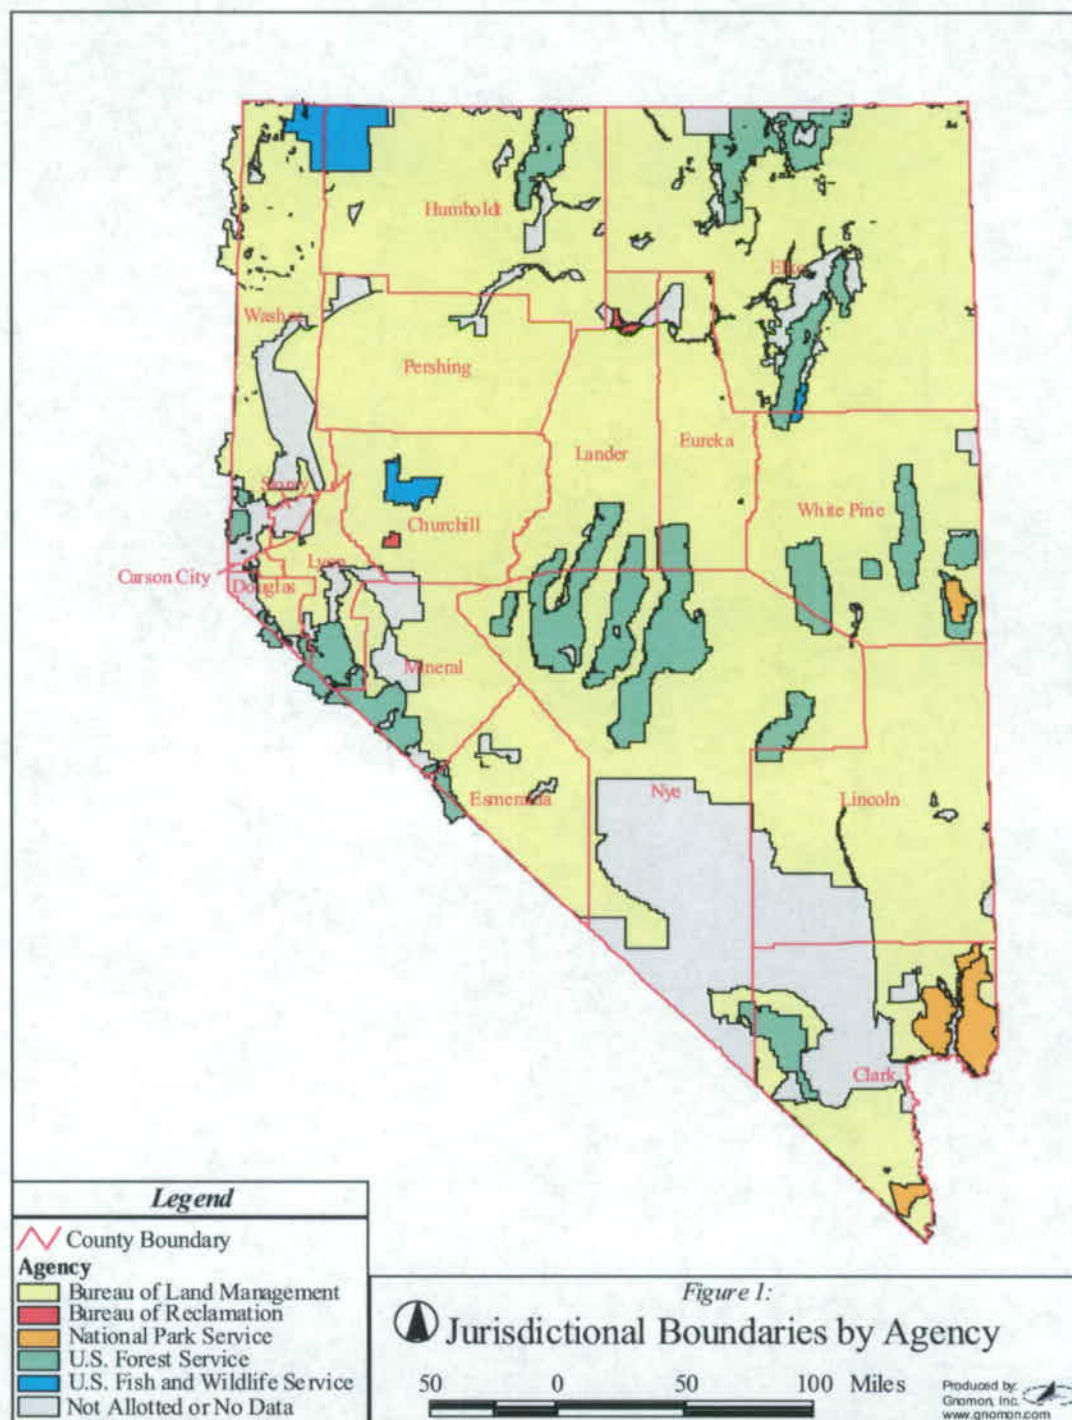 Humboldt
Elko
Washoe
Pershing
Lander
Eureka
Storey
Churchill
White Pine
Lyon
Carson City
Douglas
Mineral
Esmeralda
Nye
Lincoln
Clark
Legend
County Boundary
Agency
Bureau of Land Management
Bureau of Reclamation
National Park Service
U.S. Forest Service
U.S. Fish and Wildlife Service
Not Allotted or No Data
Figure 1:
Jurisdictional Boundaries by Agency
50 0 50 100 Miles
Produced by:
Gnomon, Inc.
www.gnomon.com